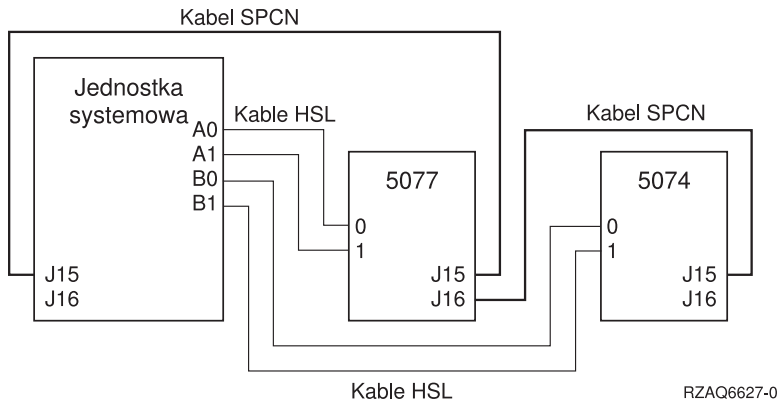 Kabel SPCN
Jednostka
systemowa
Kable HSL
A0
A1
B0
B1
J15
J16
5077
0
1
J15
J16
Kabel SPCN
5074
0
1
J15
J16
Kable HSL
RZAQ6627-0